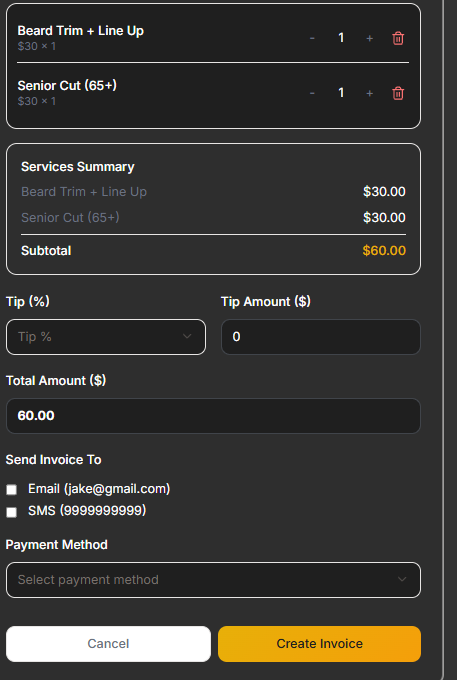 Beard Trim + Line Up
$30 × 1
- 1 +
Senior Cut (65+)
$30 × 1
- 1 +
Services Summary
Beard Trim + Line Up $30.00
Senior Cut (65+) $30.00
Subtotal $60.00
Tip (%) Tip Amount ($)
Tip % 0
Total Amount ($)
60.00
Send Invoice To
Email (jake@gmail.com)
SMS (9999999999)
Payment Method
Select payment method
Cancel Create Invoice